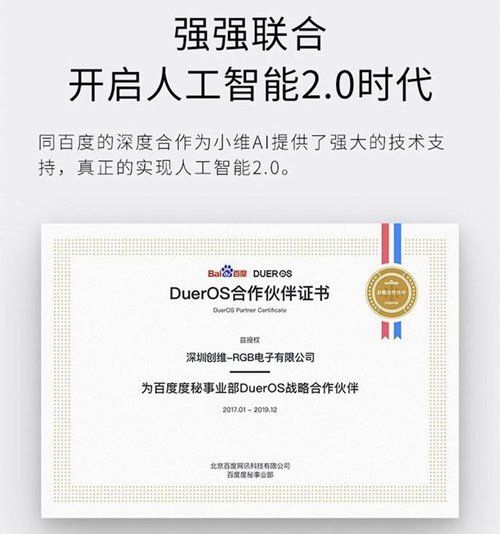 强强联合
开启人工智能2.0时代
同百度的深度合作为小维AI提供了强大的技术支
持，真正的实现人工智能2.0。
Bai百度 DUER OS
DuerOS合作伙伴证书
DuerOS Partner Certificate
兹授权
深圳创维-RGB电子有限公司
为百度度秘事业部DuerOS战略合作伙伴
2017.01 - 2019.12
北京百度网讯科技有限公司
百度度秘事业部
战略合作伙伴